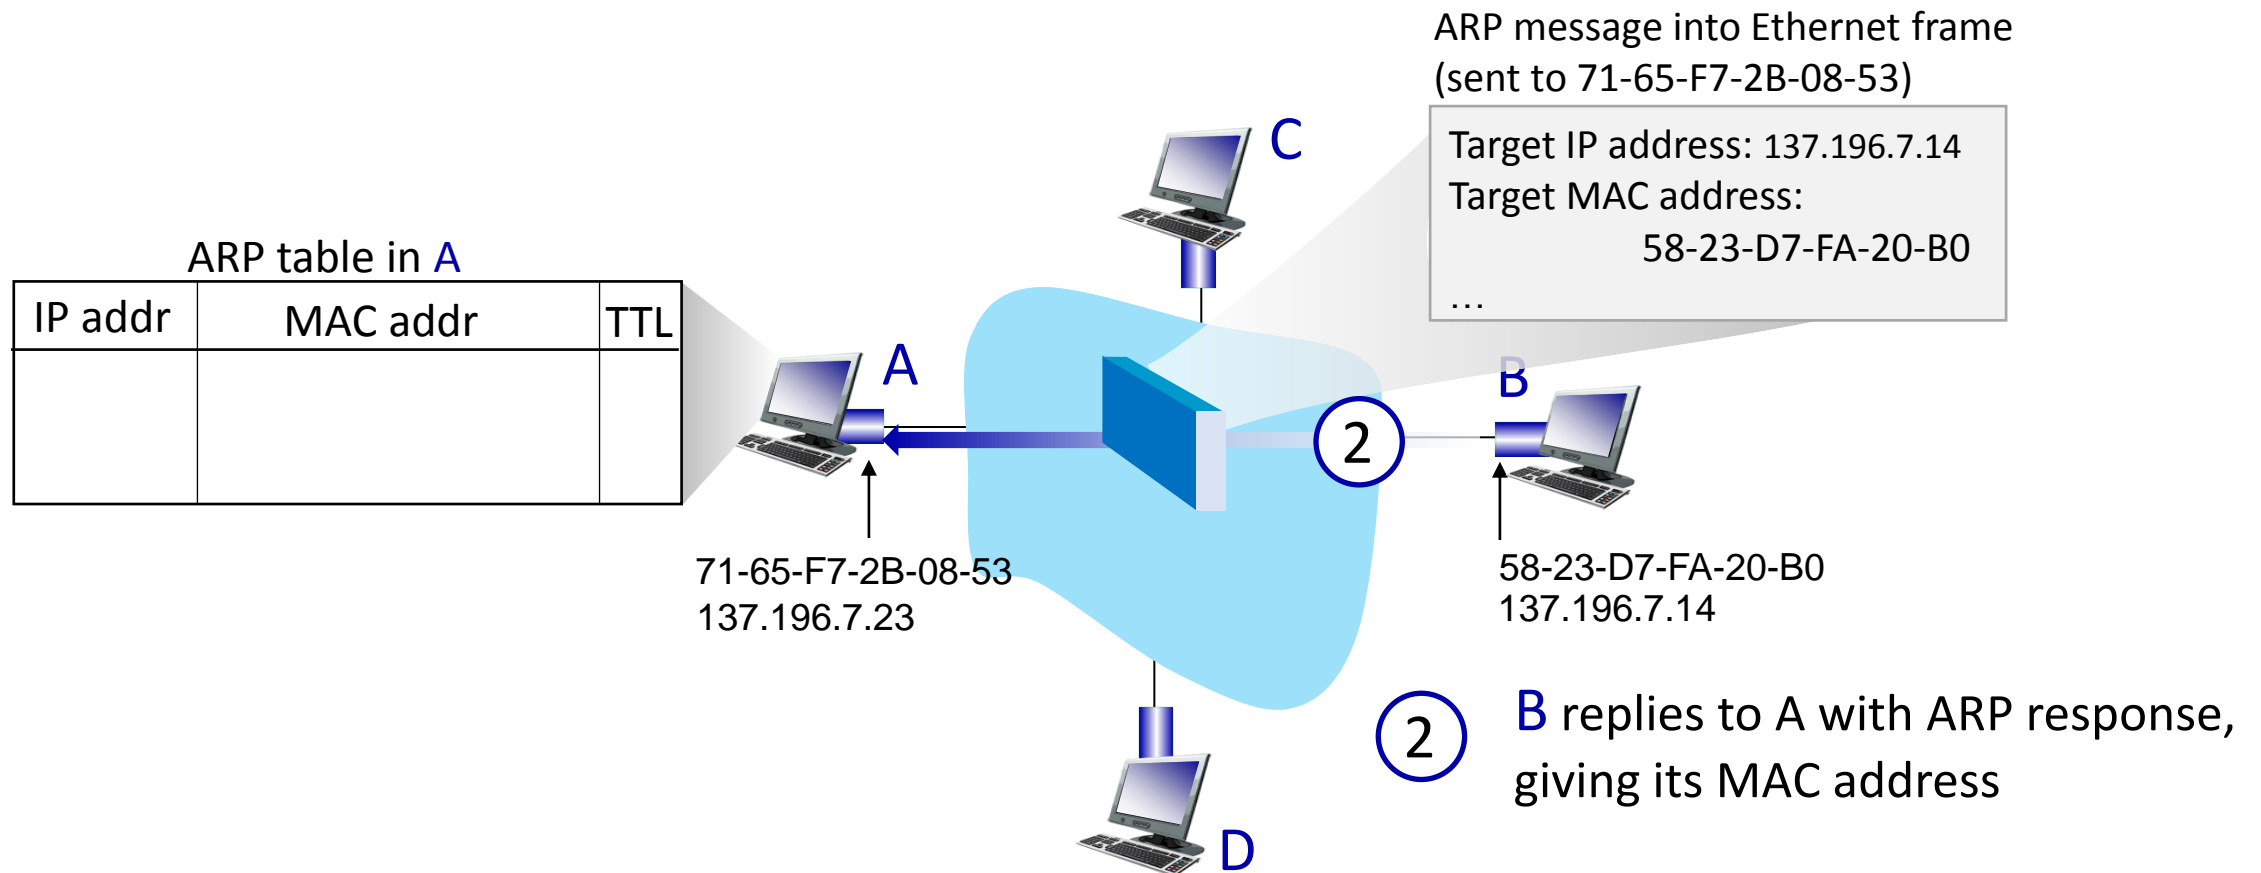 ARP message into Ethernet frame
(sent to 71-65-F7-2B-08-53)
Target IP address: 137.196.7.14
Target MAC address:
58-23-D7-FA-20-B0
…
C
ARP table in A
IP addr MAC addr TTL
A
B
2
71-65-F7-2B-08-53
137.196.7.23
58-23-D7-FA-20-B0
137.196.7.14
2
B replies to A with ARP response,
giving its MAC address
D